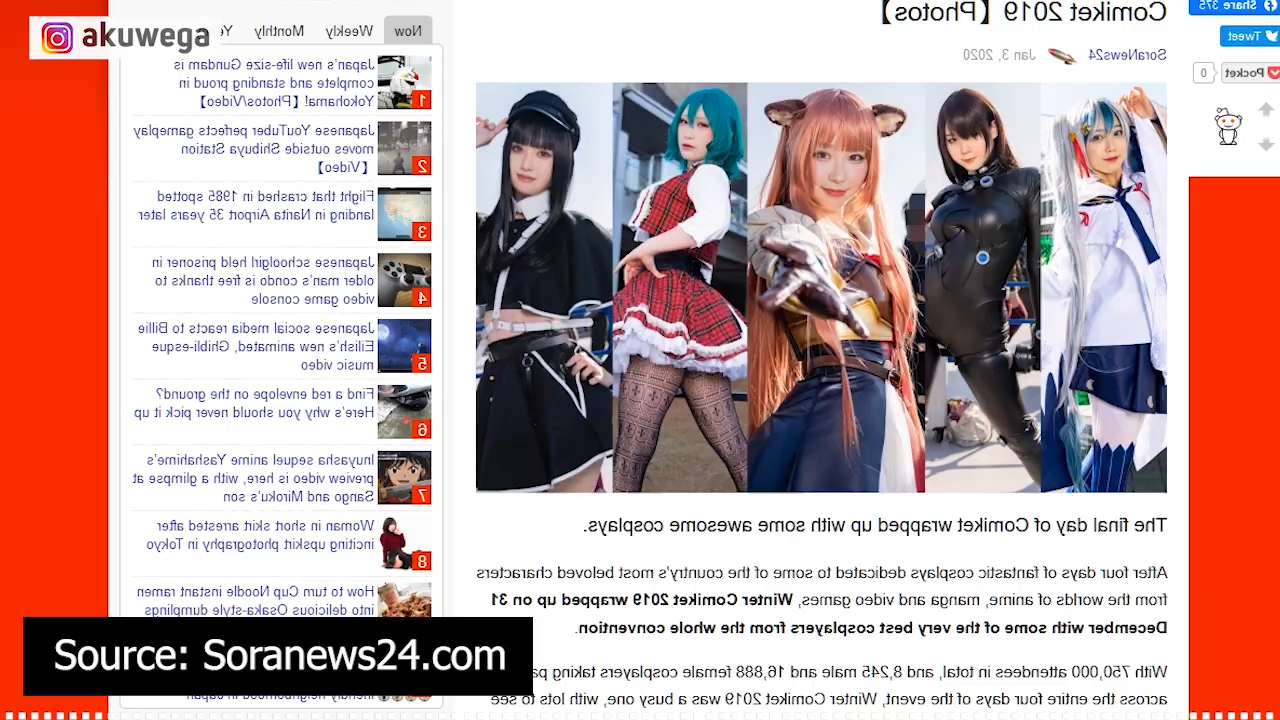 akuwega
Now
Weekly
Monthly
Japan's new life-size Gundam is
complete and standing proud in
Yokohama! 【Photos/Video】
1
Japanese YouTuber perfects gameplay
moves outside Shibuya Station
【Video】
2
Flight that crashed in 1985 spotted
landing in Narita Airport 35 years later
3
Japanese schoolgirl held prisoner in
older man's condo is free thanks to
video game console
4
Japanese social media reacts to Billie
Eilish's new animated, Ghibli-esque
music video
5
Find a red envelope on the ground?
Here's why you should never pick it up
6
Inuyasha sequel anime Yashahime's
preview video is here, with a glimpse at
Sango and Miroku's son
7
Woman in short skirt arrested after
inciting upskirt photography in Tokyo
8
How to turn Cup Noodle instant ramen
into delicious Osaka-style dumplings
Comiket 2019 【Photos】
SoraNews24
Jan 3, 2020
Share 375
Tweet
Pocket
0
The final day of Comiket wrapped up with some awesome cosplays.
After four days of fantastic cosplays dedicated to some of the country's most beloved characters
from the worlds of anime, manga and video games, Winter Comiket 2019 wrapped up on 31
December with some of the very best cosplayers from the whole convention.
With 750,000 attendees in total, and 8,245 male and 16,888 female cosplayers taking
across the entire four days of the event, Winter Comiket 2019 was a busy one, with lots to see
Source: Soranews24.com